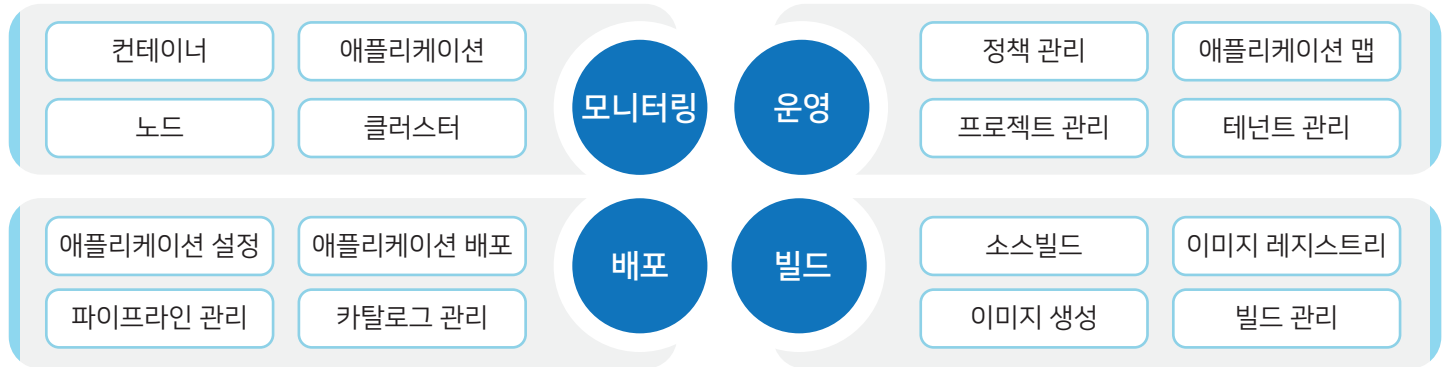 컨테이너
애플리케이션
노드
클러스터
모니터링
운영
정책 관리
애플리케이션 맵
프로젝트 관리
테넌트 관리
애플리케이션 설정
애플리케이션 배포
파이프라인 관리
카탈로그 관리
배포
빌드
소스빌드
이미지 레지스트리
이미지 생성
빌드 관리